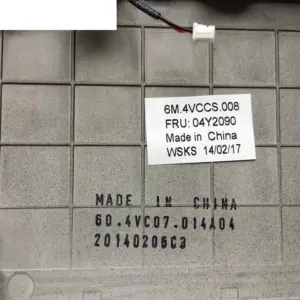 6M.4VCCS.008
FRU: 04Y2090
Made in China
WSKS 14/02/17
MADE IN CHINA
60.4VC07.014A04
20140205C3